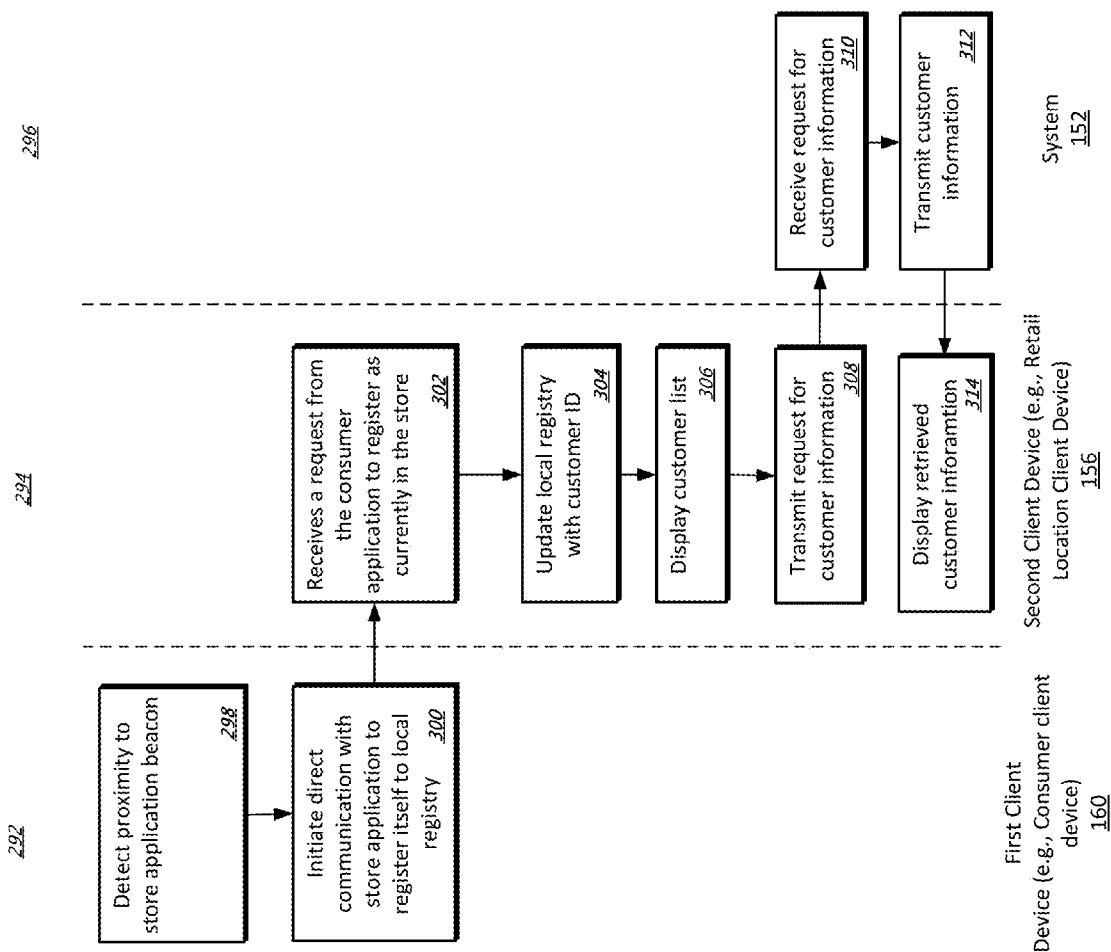 292
294
296
Detect proximity to
store application beacon
298
Initiate direct
communication with
store application to
register itself to local
registry
300
Receives a request from
the consumer
application to register as
currently in the store
302
Update local registry
with customer ID
304
Display customer list
306
Transmit request for
customer information
308
Receive request for
customer information
310
Transmit customer
information
312
Display retrieved
customer inforamtion
314
First Client
Device (e.g., Consumer client
device)
160
Second Client Device (e.g., Retail
Location Client Device)
156
System
152